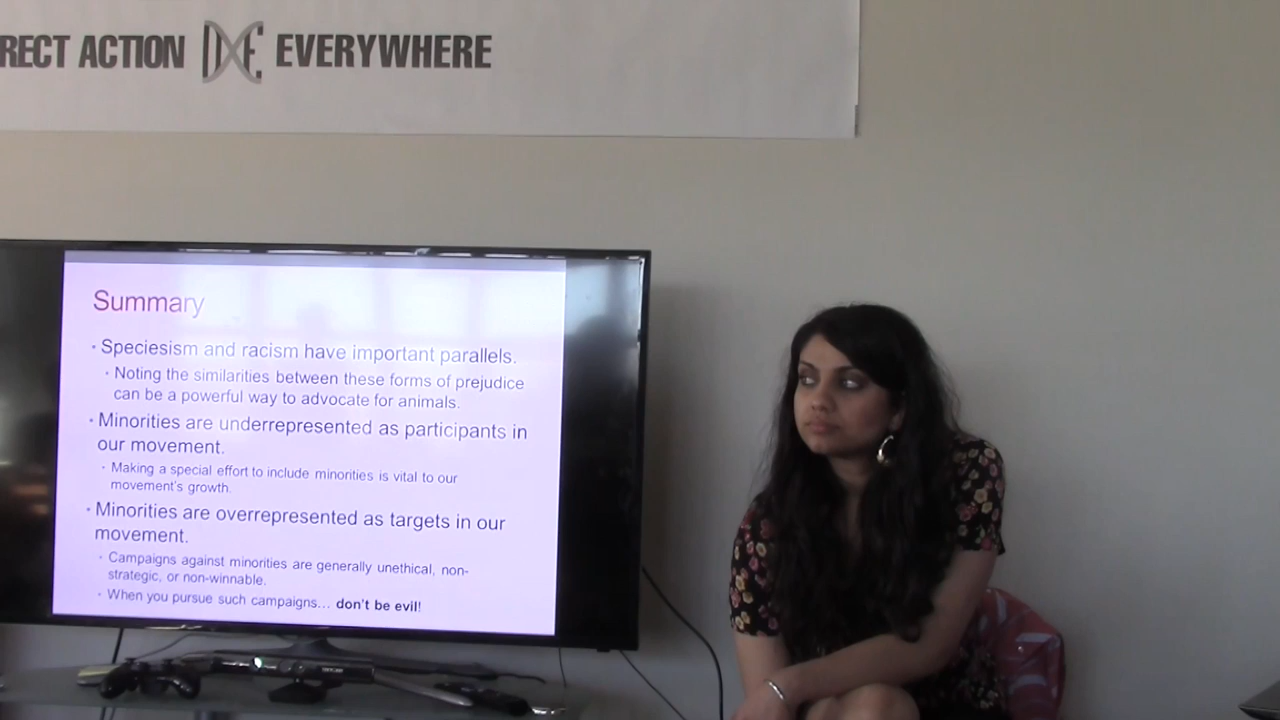 RECT ACTION DXE EVERYWHERE
Summary
· Speciesism and racism have important parallels.
· Noting the similarities between these forms of prejudice
can be a powerful way to advocate for animals.
· Minorities are underrepresented as participants in
our movement.
· Making a special effort to include minorities is vital to our
movement's growth.
· Minorities are overrepresented as targets in our
movement.
· Campaigns against minorities are generally unethical, non-
strategic, or non-winnable.
· When you pursue such campaigns... don't be evil!